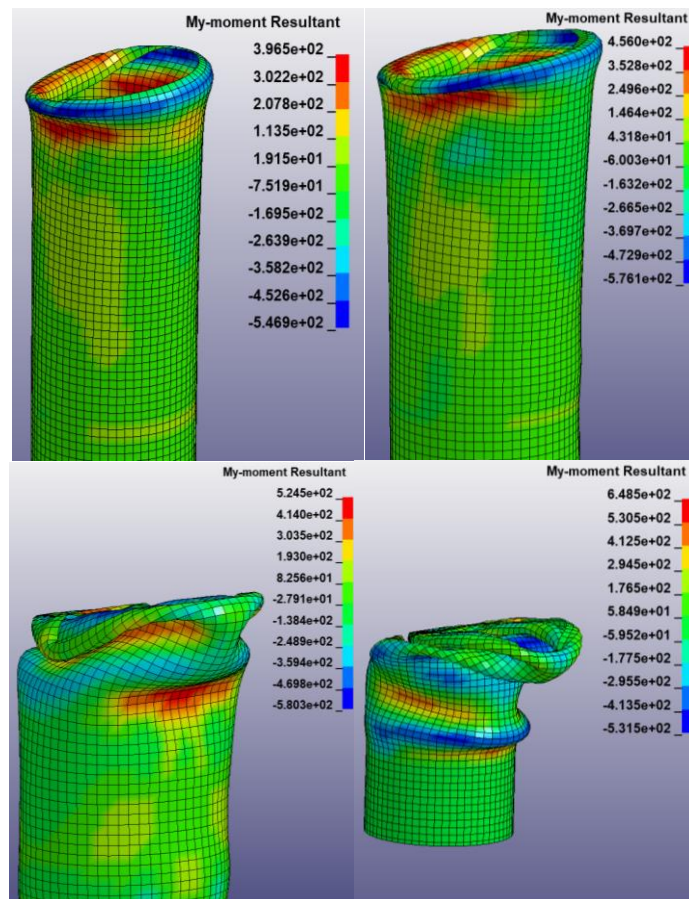 My-moment Resultant
3.965e+02
3.022e+02
2.078e+02
1.135e+02
1.915e+01
-7.519e+01
-1.695e+02
-2.639e+02
-3.582e+02
-4.526e+02
-5.469e+02
My-moment Resultant
4.560e+02
3.528e+02
2.496e+02
1.464e+02
4.318e+01
-6.003e+01
-1.632e+02
-2.665e+02
-3.697e+02
-4.729e+02
-5.761e+02
My-moment Resultant
5.245e+02
4.140e+02
3.035e+02
1.930e+02
8.256e+01
-2.791e+01
-1.384e+02
-2.489e+02
-3.594e+02
-4.698e+02
-5.803e+02
My-moment Resultant
6.485e+02
5.305e+02
4.125e+02
2.945e+02
1.765e+02
5.849e+01
-5.952e+01
-1.775e+02
-2.955e+02
-4.135e+02
-5.315e+02